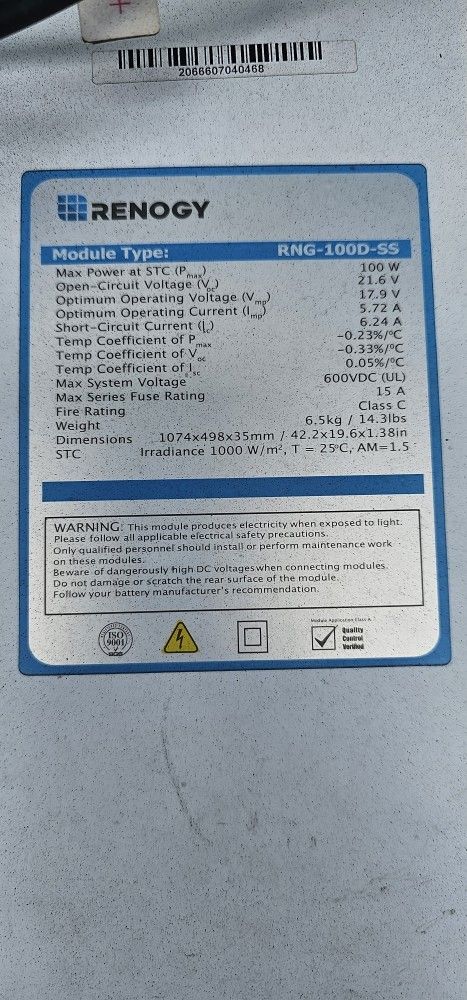 +
2066607040468
RENOGY
Module Type: RNG-100D-SS
Max Power at STC (Pmax) 100 W
Open-Circuit Voltage (Voc) 21.6 V
Optimum Operating Voltage (Vmp) 17.9 V
Optimum Operating Current (Imp) 5.72 A
Short-Circuit Current (Isc) 6.24 A
Temp Coefficient of Pmax -0.23%/°C
Temp Coefficient of Voc -0.33%/°C
Temp Coefficient of Isc 0.05%/°C
Max System Voltage 600VDC (UL)
Max Series Fuse Rating 15 A
Fire Rating Class C
Weight 6.5kg / 14.3lbs
Dimensions 1074x498x35mm / 42.2x19.6x1.38in
STC Irradiance 1000 W/m², T = 25°C, AM=1.5
WARNING: This module produces electricity when exposed to light.
Please follow all applicable electrical safety precautions.
Only qualified personnel should install or perform maintenance work
on these modules.
Beware of dangerously high DC voltages when connecting modules.
Do not damage or scratch the rear surface of the module.
Follow your battery manufacturer's recommendation.
ISO
9001
Module Application Class A
Quality
Control
Verified